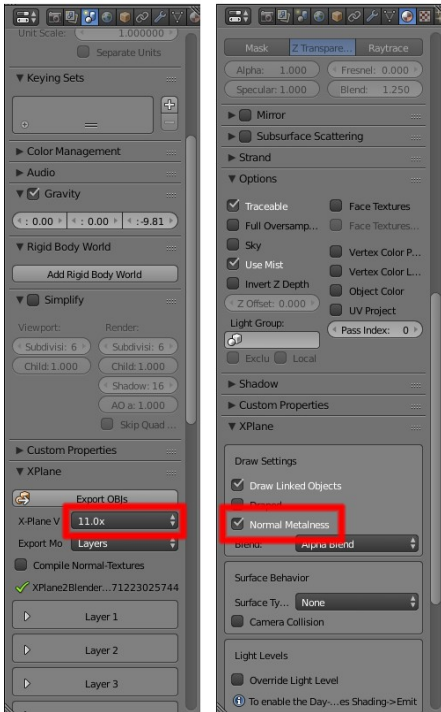 Unit Scale: 1.000000
Separate Units
Keying Sets
Color Management
Audio
Gravity
: 0.00 : 0.00 :-9.81
Rigid Body World
Add Rigid Body World
Simplify
Viewport: Render:
Subdivisi: 6 Subdivisi: 6
Child: 1.000 Child: 1.000
Shadow: 16
AO a: 1.000
Skip Quad ...
Custom Properties
XPlane
Export OBJs
X-Plane V 11.0x
Export Mo Layers
Compile Normal-Textures
XPlane2Blender...71223025744
Layer 1
Layer 2
Layer 3
Mask Z Transpare... Raytrace
Alpha: 1.000 Fresnel: 0.000
Specular: 1.000 Blend: 1.250
Mirror
Subsurface Scattering
Strand
Options
Traceable Face Textures
Full Oversamp... Face Textures...
Sky Vertex Color P...
Use Mist Vertex Color L...
Invert Z Depth Object Color
Z Offset: 0.000 UV Project
Light Group: Pass Index: 0
Exclu Local
Shadow
Custom Properties
XPlane
Draw Settings
Draw Linked Objects
Draped
Normal Metalness
Blend: Alpha Blend
Surface Behavior
Surface Ty... None
Camera Collision
Light Levels
Override Light Level
To enable the Day-...es Shading->Emit